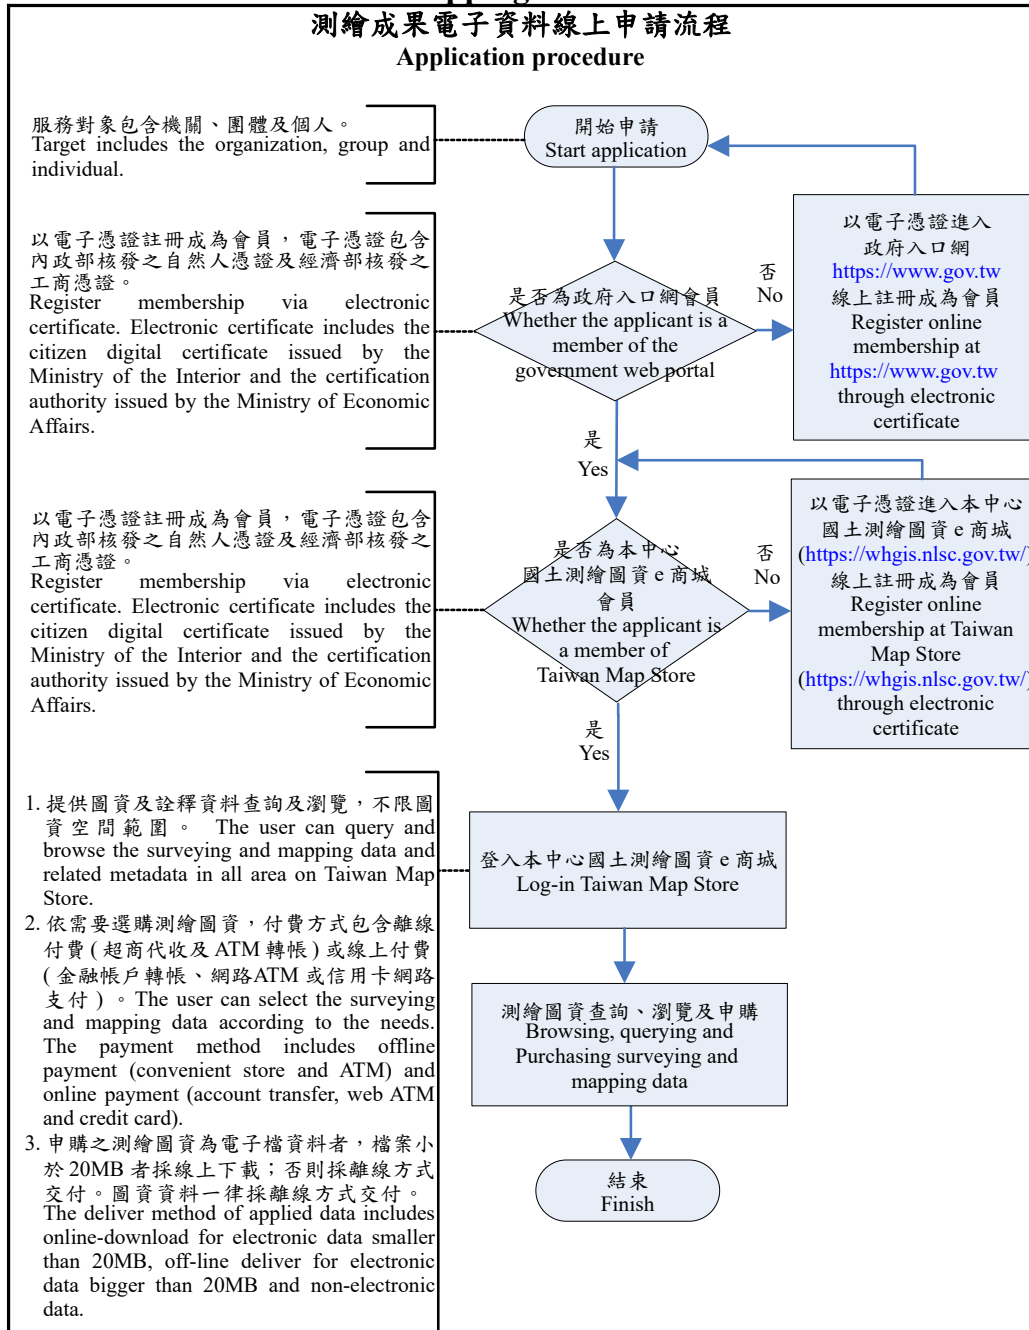 測繪成果電子資料線上申請流程
Application procedure
服務對象包含機關、團體及個人。
Target includes the organization, group and
individual.
開始申請
Start application
以電子憑證註冊成為會員，電子憑證包含
內政部核發之自然人憑證及經濟部核發之
工商憑證。
Register membership via electronic
certificate. Electronic certificate includes the
citizen digital certificate issued by the
Ministry of the Interior and the certification
authority issued by the Ministry of Economic
Affairs.
是否為政府入口網會員
Whether the applicant is a
member of the
government web portal
否
No
以電子憑證進入
政府入口網
https://www.gov.tw
線上註冊成為會員
Register online
membership at
https://www.gov.tw
through electronic
certificate
是
Yes
以電子憑證註冊成為會員，電子憑證包含
內政部核發之自然人憑證及經濟部核發之
工商憑證。
Register membership via electronic
certificate. Electronic certificate includes the
citizen digital certificate issued by the
Ministry of the Interior and the certification
authority issued by the Ministry of Economic
Affairs.
是否為本中心
國土測繪圖資 e 商城
會員
Whether the applicant is
a member of
Taiwan Map Store
否
No
以電子憑證進入本中心
國土測繪圖資 e 商城
(https://whgis.nlsc.gov.tw/)
線上註冊成為會員
Register online
membership at Taiwan
Map Store
(https://whgis.nlsc.gov.tw/)
through electronic
certificate
是
Yes
1. 提供圖資及詮釋資料查詢及瀏覽，不限圖
資空間範圍。 The user can query and
browse the surveying and mapping data and
related metadata in all area on Taiwan Map
Store.
2. 依需要選購測繪圖資，付費方式包含離線
付費 ( 超商代收及 ATM 轉帳 ) 或線上付費
( 金融帳戶轉帳、網路ATM 或信用卡網路
支付 ) 。The user can select the surveying
and mapping data according to the needs.
The payment method includes offline
payment (convenient store and ATM) and
online payment (account transfer, web ATM
and credit card).
3. 申購之測繪圖資為電子檔資料者，檔案小
於 20MB 者採線上下載；否則採離線方式
交付。圖資資料一律採離線方式交付。
The deliver method of applied data includes
online-download for electronic data smaller
than 20MB, off-line deliver for electronic
data bigger than 20MB and non-electronic
data.
登入本中心國土測繪圖資 e 商城
Log-in Taiwan Map Store
測繪圖資查詢、瀏覽及申購
Browsing, querying and
Purchasing surveying and
mapping data
結束
Finish